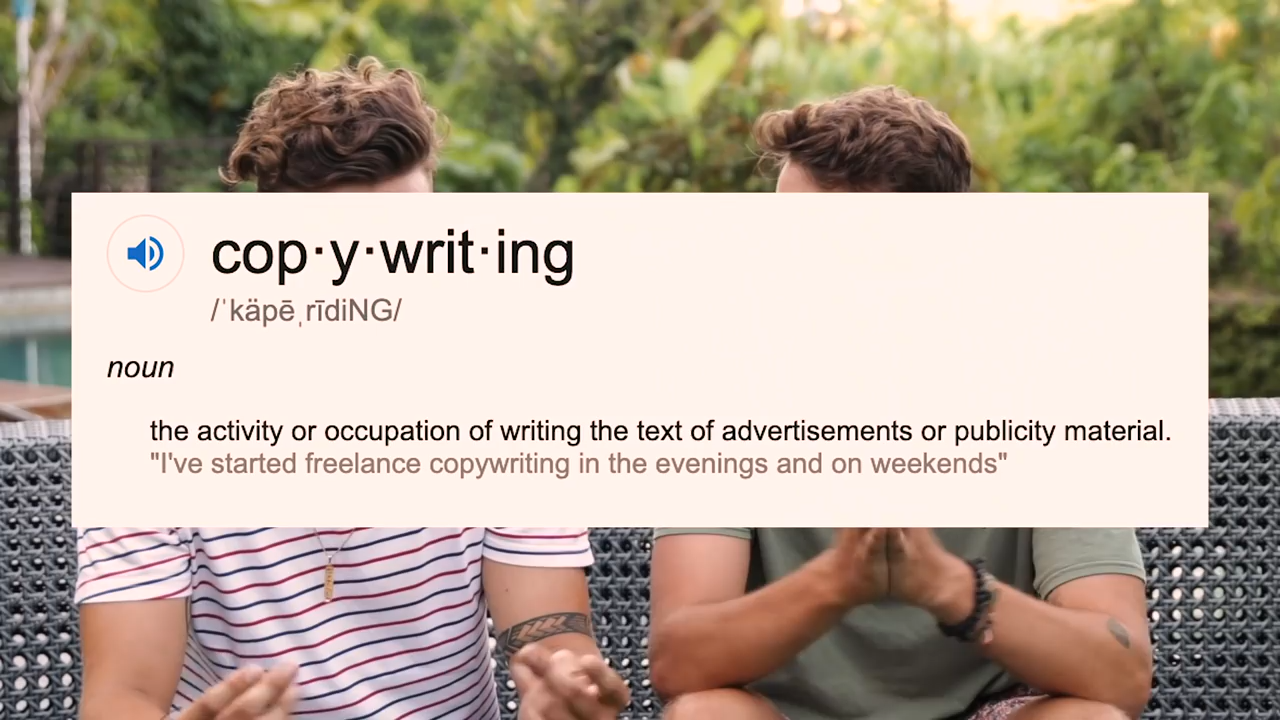 cop·y·writ·ing
/ˈkäpēˌrīdiNG/
noun
the activity or occupation of writing the text of advertisements or publicity material.
"I've started freelance copywriting in the evenings and on weekends"